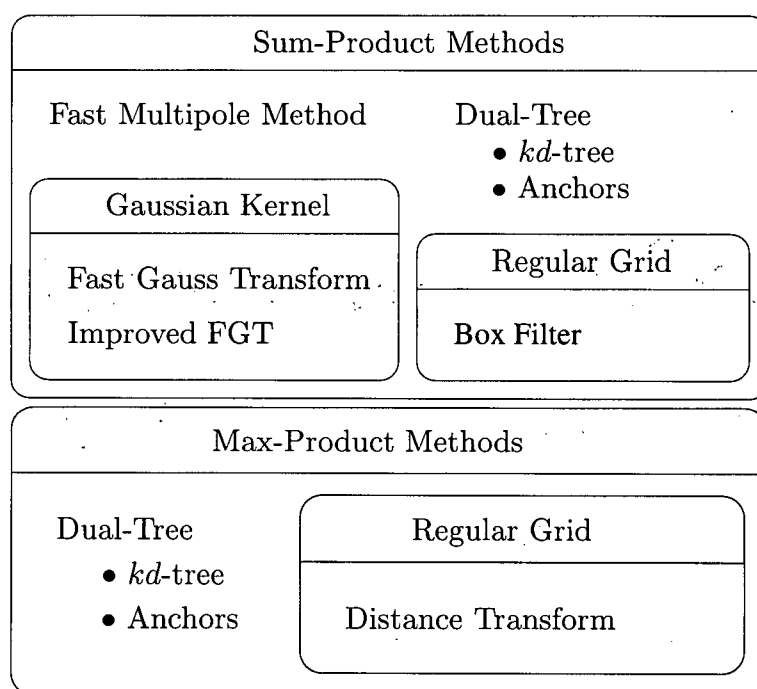 Sum-Product Methods
Fast Multipole Method
Dual-Tree
• kd-tree
• Anchors
Gaussian Kernel
Fast Gauss Transform
Improved FGT
Regular Grid
Box Filter
Max-Product Methods
Dual-Tree
• kd-tree
• Anchors
Regular Grid
Distance Transform